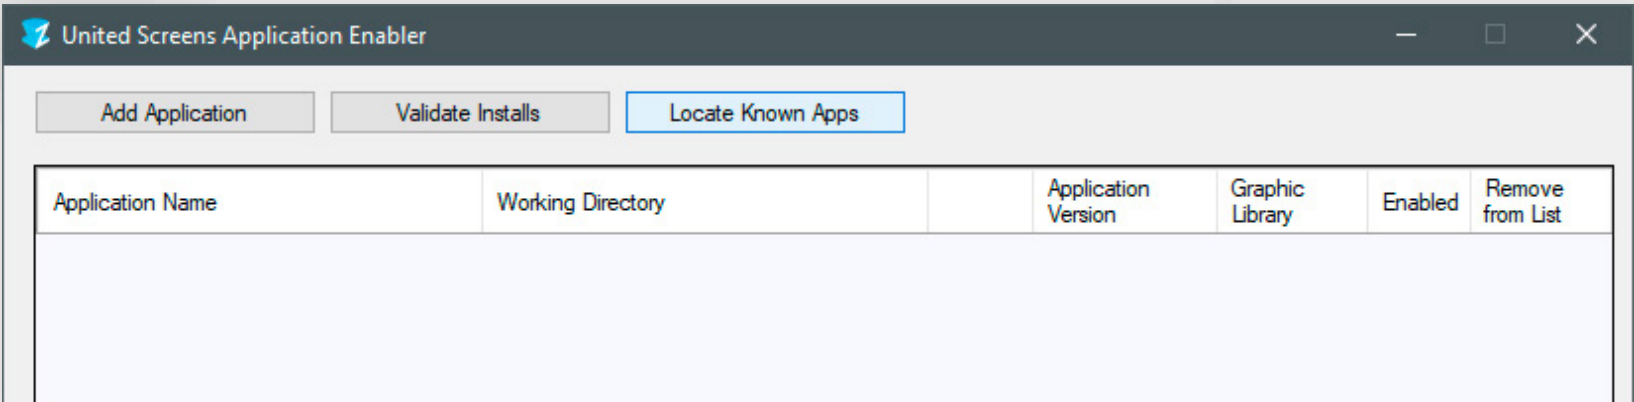 United Screens Application Enabler
Add Application
Validate Installs
Locate Known Apps
Application Name
Working Directory
Application
Version
Graphic
Library
Enabled
Remove
from List